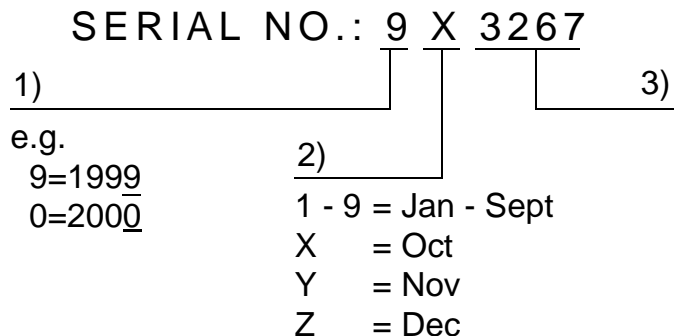 SERIAL NO.: 9 X 3267
1)
3)
e.g.
9=1999
0=2000
2)
1 - 9 = Jan - Sept
X = Oct
Y = Nov
Z = Dec